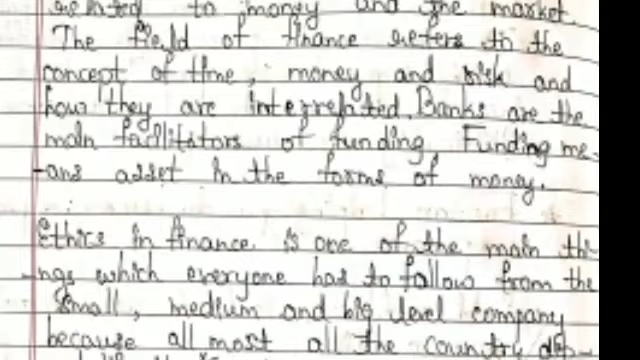 related to money and the market.
The field of finance refers to the
concept of time, money and risk and
how they are interrelated. Banks are the
main facilitators of funding. Funding me-
-ans asset in the forms of money.
Ethics in finance is one of the main thi-
-ngs which everyone has to follow from the
small, medium and big level company
because all most all the country